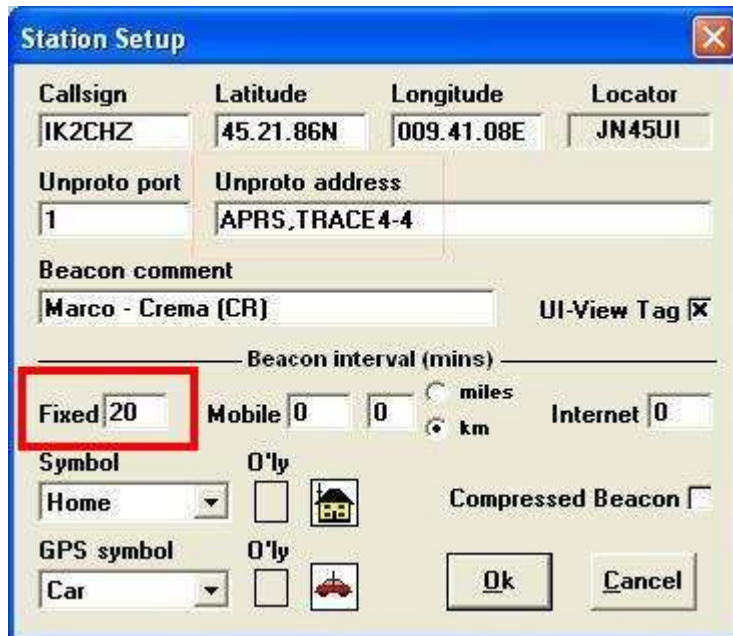 Station Setup
Callsign Latitude Longitude Locator
IK2CHZ 45.21.86N 009.41.08E JN45UI
Unproto port Unproto address
1 APRS,TRACE4-4
Beacon comment
Marco - Crema (CR) UI-View Tag
Beacon interval (mins)
Fixed 20 Mobile 0 0 miles km Internet 0
Symbol O'ly
Home Compressed Beacon
GPS symbol O'ly
Car Ok Cancel